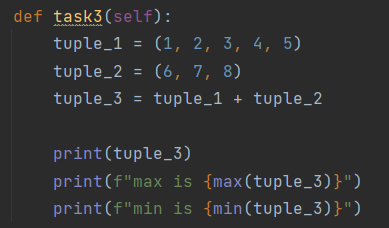 def task3(self):
    tuple_1 = (1, 2, 3, 4, 5)
    tuple_2 = (6, 7, 8)
    tuple_3 = tuple_1 + tuple_2

    print(tuple_3)
    print(f"max is {max(tuple_3)}")
    print(f"min is {min(tuple_3)}")